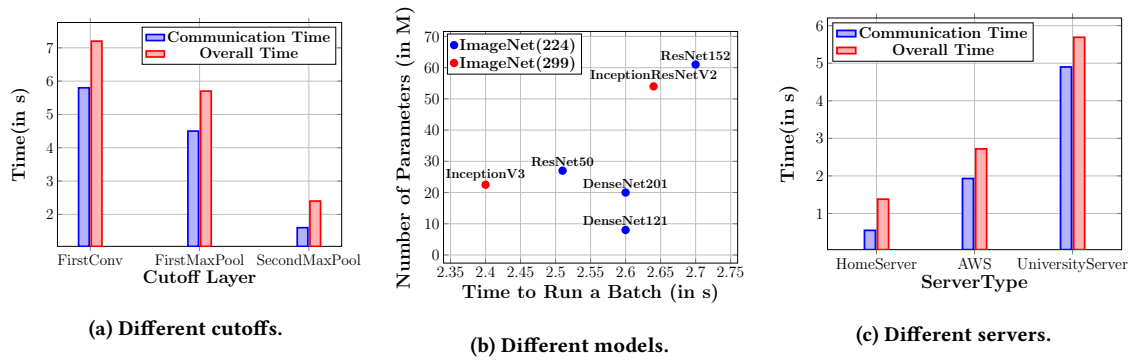 Communication Time
Overall Time
7
6
5
4
3
2
Time(in s)
FirstConv FirstMaxPool SecondMaxPool
Cutoff Layer
(a) Different cutoffs.
ImageNet(224)
ImageNet(299)
ResNet152
InceptionResNetV2
ResNet50
InceptionV3
DenseNet201
DenseNet121
70
60
50
40
30
20
10
0
Number of Parameters (in M)
2.35 2.4 2.45 2.5 2.55 2.6 2.65 2.7 2.75
Time to Run a Batch (in s)
(b) Different models.
Communication Time
Overall Time
6
5
4
3
2
1
Time(in s)
HomeServer AWS UniversityServer
ServerType
(c) Different servers.